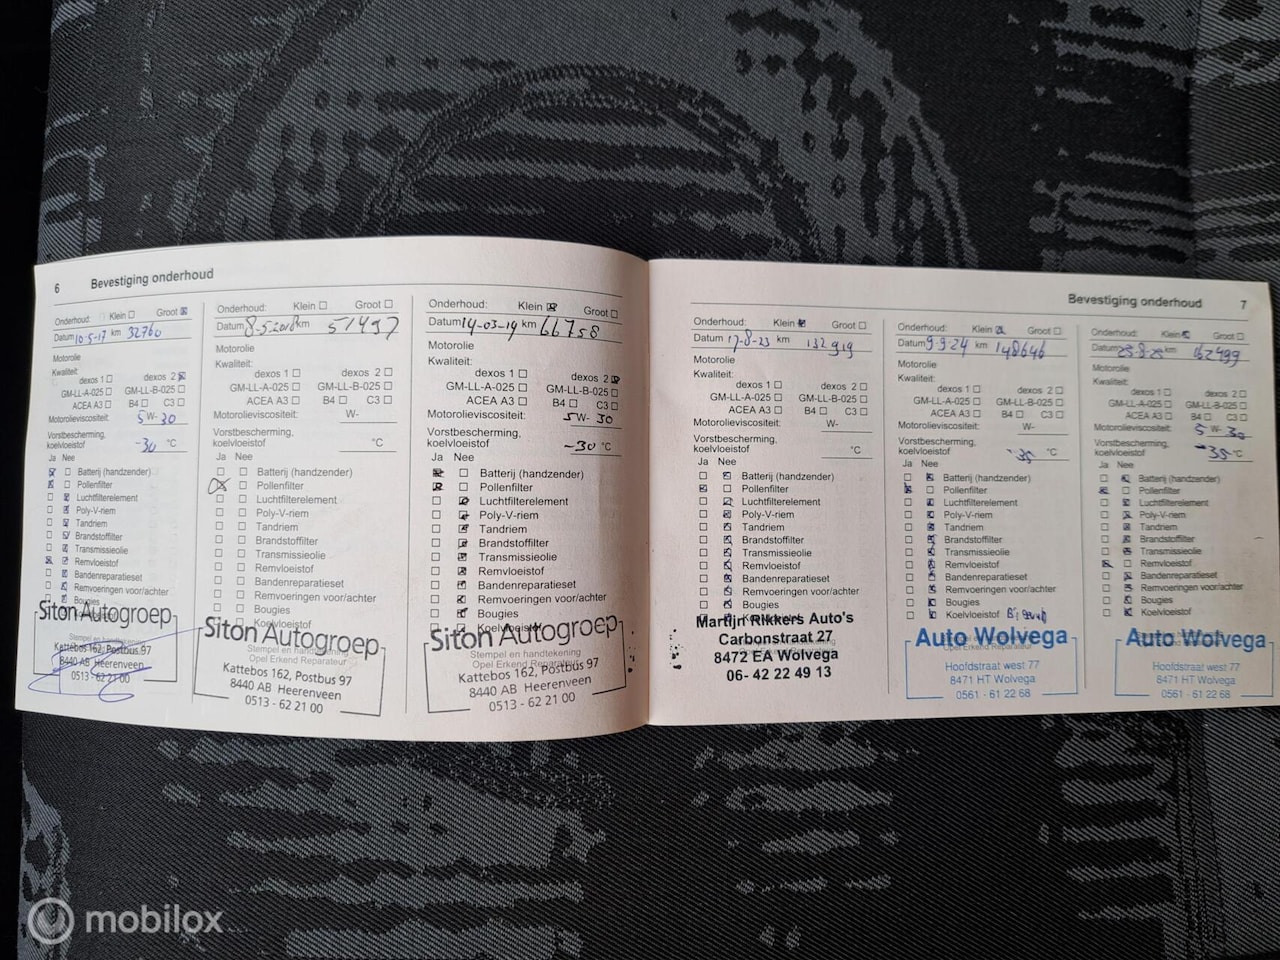 6 Bevestiging onderhoud
Onderhoud: Klein ☐ Groot ☒
Datum 10-5-17 km 32760
Motorolie
Kwaliteit:
dexos 1 ☐ dexos 2 ☒
GM-LL-A-025 ☐ GM-LL-B-025 ☐
ACEA A3 ☐ B4 ☐ C3 ☐
Motorolieviscositeit: 5 W- 30
Vorstbescherming,
koelvloeistof -30 °C
Ja Nee
Batterij (handzender)
Pollenfilter
Luchtfilterelement
Poly-V-riem
Tandriem
Brandstoffilter
Transmissieolie
Remvloeistof
Bandenreparatieset
Remvoeringen voor/achter
Bougies
Siton Autogroep
Stempel en handtekening
Kattebos 162, Postbus 97
8440 AB Heerenveen
0513 - 62 21 00
Onderhoud: Klein ☐ Groot ☐
Datum 8-5-2018 km 51497
Motorolie
Kwaliteit:
dexos 1 ☐ dexos 2 ☐
GM-LL-A-025 ☐ GM-LL-B-025 ☐
ACEA A3 ☐ B4 ☐ C3 ☐
Motorolieviscositeit: W-
Vorstbescherming,
koelvloeistof °C
Ja Nee
Batterij (handzender)
Pollenfilter
Luchtfilterelement
Poly-V-riem
Tandriem
Brandstoffilter
Transmissieolie
Remvloeistof
Bandenreparatieset
Remvoeringen voor/achter
Bougies
Koelvloeistof
Siton Autogroep
Stempel en handtekening
Opel Erkend Reparateur
Kattebos 162, Postbus 97
8440 AB Heerenveen
0513 - 62 21 00
Onderhoud: Klein ☒ Groot ☐
Datum 14-03-19 km 66758
Motorolie
Kwaliteit:
dexos 1 ☐ dexos 2 ☒
GM-LL-A-025 ☐ GM-LL-B-025 ☐
ACEA A3 ☐ B4 ☐ C3 ☐
Motorolieviscositeit: 5 W- 30
Vorstbescherming,
koelvloeistof -30 °C
Ja Nee
Batterij (handzender)
Pollenfilter
Luchtfilterelement
Poly-V-riem
Tandriem
Brandstoffilter
Transmissieolie
Remvloeistof
Bandenreparatieset
Remvoeringen voor/achter
Bougies
Koelvloeistof
Siton Autogroep
Stempel en handtekening
Opel Erkend Reparateur
Kattebos 162, Postbus 97
8440 AB Heerenveen
0513 - 62 21 00
Bevestiging onderhoud 7
Onderhoud: Klein ☒ Groot ☐
Datum 17-8-23 km 132919
Motorolie
Kwaliteit:
dexos 1 ☐ dexos 2 ☐
GM-LL-A-025 ☐ GM-LL-B-025 ☐
ACEA A3 ☐ B4 ☐ C3 ☐
Motorolieviscositeit: W-
Vorstbescherming,
koelvloeistof °C
Ja Nee
Batterij (handzender)
Pollenfilter
Luchtfilterelement
Poly-V-riem
Tandriem
Brandstoffilter
Transmissieolie
Remvloeistof
Bandenreparatieset
Remvoeringen voor/achter
Bougies
Martijn Rikkers Auto's
Carbonstraat 27
8472 EA Wolvega
06- 42 22 49 13
Onderhoud: Klein ☒ Groot ☐
Datum 9-9-24 km 148646
Motorolie
Kwaliteit:
dexos 1 ☐ dexos 2 ☐
GM-LL-A-025 ☐ GM-LL-B-025 ☐
ACEA A3 ☐ B4 ☐ C3 ☐
Motorolieviscositeit: W-
Vorstbescherming,
koelvloeistof -35 °C
Ja Nee
Batterij (handzender)
Pollenfilter
Luchtfilterelement
Poly-V-riem
Tandriem
Brandstoffilter
Transmissieolie
Remvloeistof
Bandenreparatieset
Remvoeringen voor/achter
Bougies
Koelvloeistof
Auto Wolvega
Opel Erkend Reparateur
Hoofdstraat west 77
8471 HT Wolvega
0561 - 61 22 68
Onderhoud: Klein ☒ Groot ☐
Datum km 162499
Motorolie
Kwaliteit:
dexos 1 ☐ dexos 2 ☐
GM-LL-A-025 ☐ GM-LL-B-025 ☐
ACEA A3 ☐ B4 ☐ C3 ☐
Motorolieviscositeit: 5 W- 30
Vorstbescherming,
koelvloeistof -35 °C
Ja Nee
Batterij (handzender)
Pollenfilter
Luchtfilterelement
Poly-V-riem
Tandriem
Brandstoffilter
Transmissieolie
Remvloeistof
Bandenreparatieset
Remvoeringen voor/achter
Bougies
Koelvloeistof
Auto Wolvega
Hoofdstraat west 77
8471 HT Wolvega
0561 - 61 22 68
mobilox